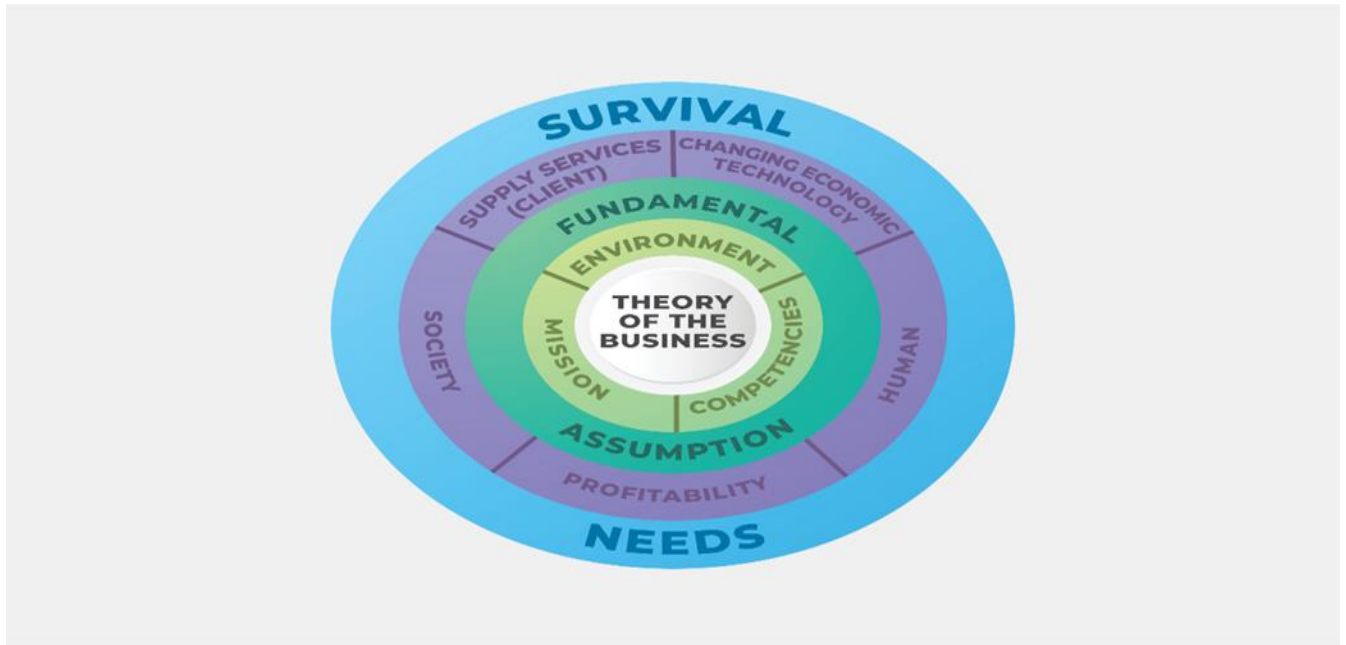 SURVIVAL
SUPPLY SERVICES
(CLIENT)
CHANGING ECONOMIC
TECHNOLOGY
FUNDAMENTAL
ENVIRONMENT
THEORY
OF THE
BUSINESS
SOCIETY
MISSION
COMPETENCIES
HUMAN
ASSUMPTION
PROFITABILITY
NEEDS